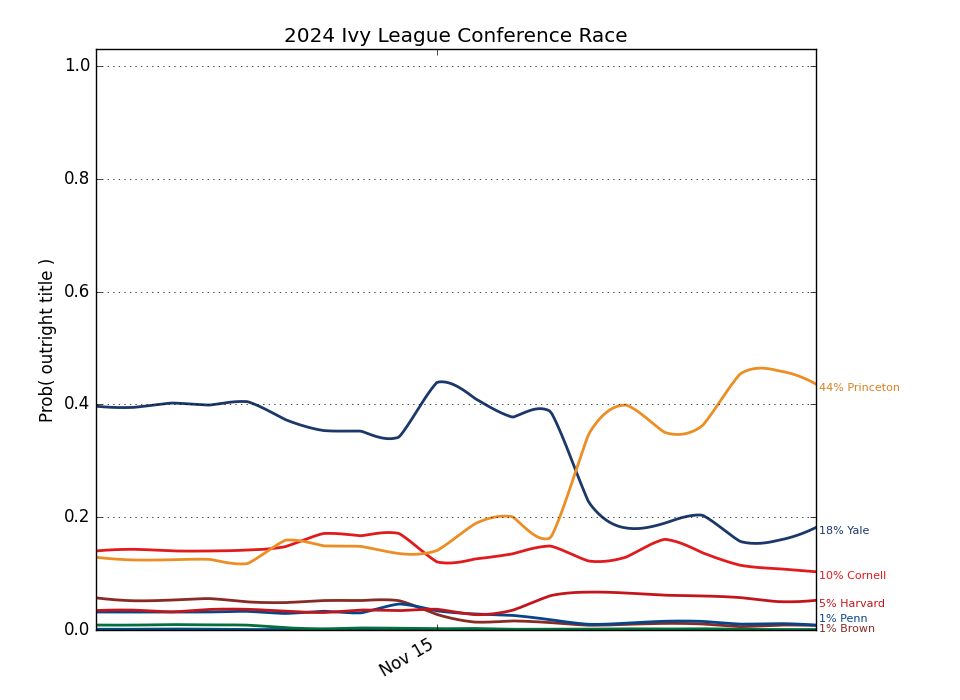 2024 Ivy League Conference Race
Prob( outright title )
1.0
0.8
0.6
0.4
0.2
0.0
Nov 15
44% Princeton
18% Yale
10% Cornell
5% Harvard
1% Penn
1% Brown